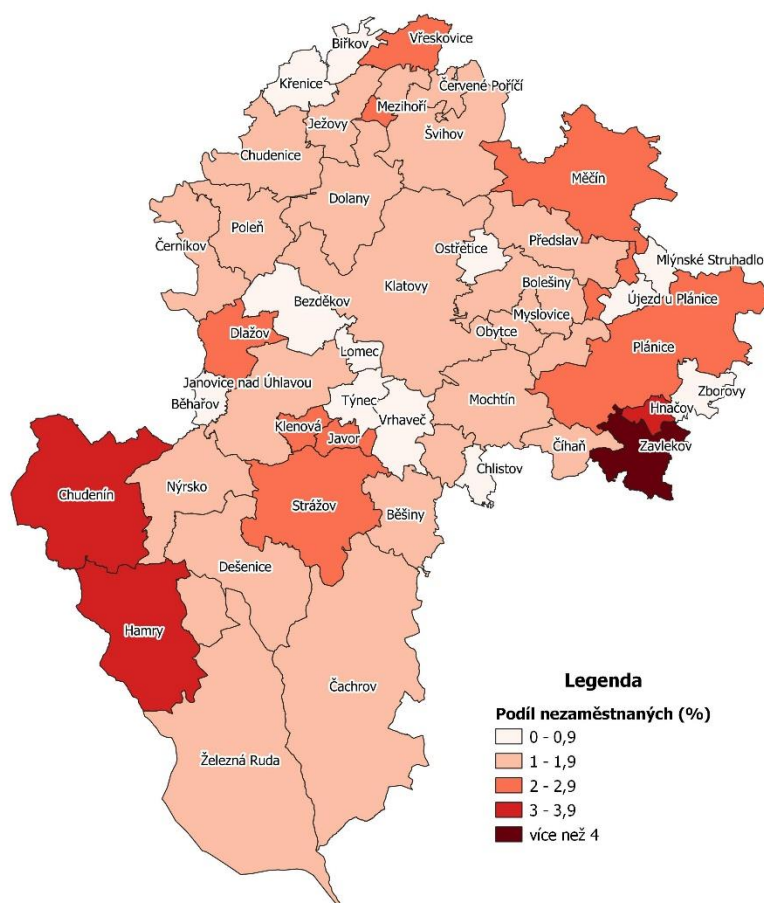 Biřkov
Vřeskovice
Křenice
Mezihoří
Červené Poříčí
Ježovy
Švihov
Chudenice
Měčín
Dolany
Poleň
Černíkov
Ostřetice
Předslav
Mlýnské Struhadlo
Bolešiny
Klatovy
Bezděkov
Újezd u Plánice
Myslovice
Dlažov
Obytce
Lomec
Plánice
Janovice nad Úhlavou
Zborovy
Běhařov
Týnec
Mochtín
Hnačov
Vrhaveč
Klenová
Javor
Číhaň
Zavlekov
Chlistov
Chudenín
Nýrsko
Strážov
Běšiny
Dešenice
Hamry
Čachrov
Železná Ruda
Legenda
Podíl nezaměstnaných (%)
0 - 0,9
1 - 1,9
2 - 2,9
3 - 3,9
více než 4